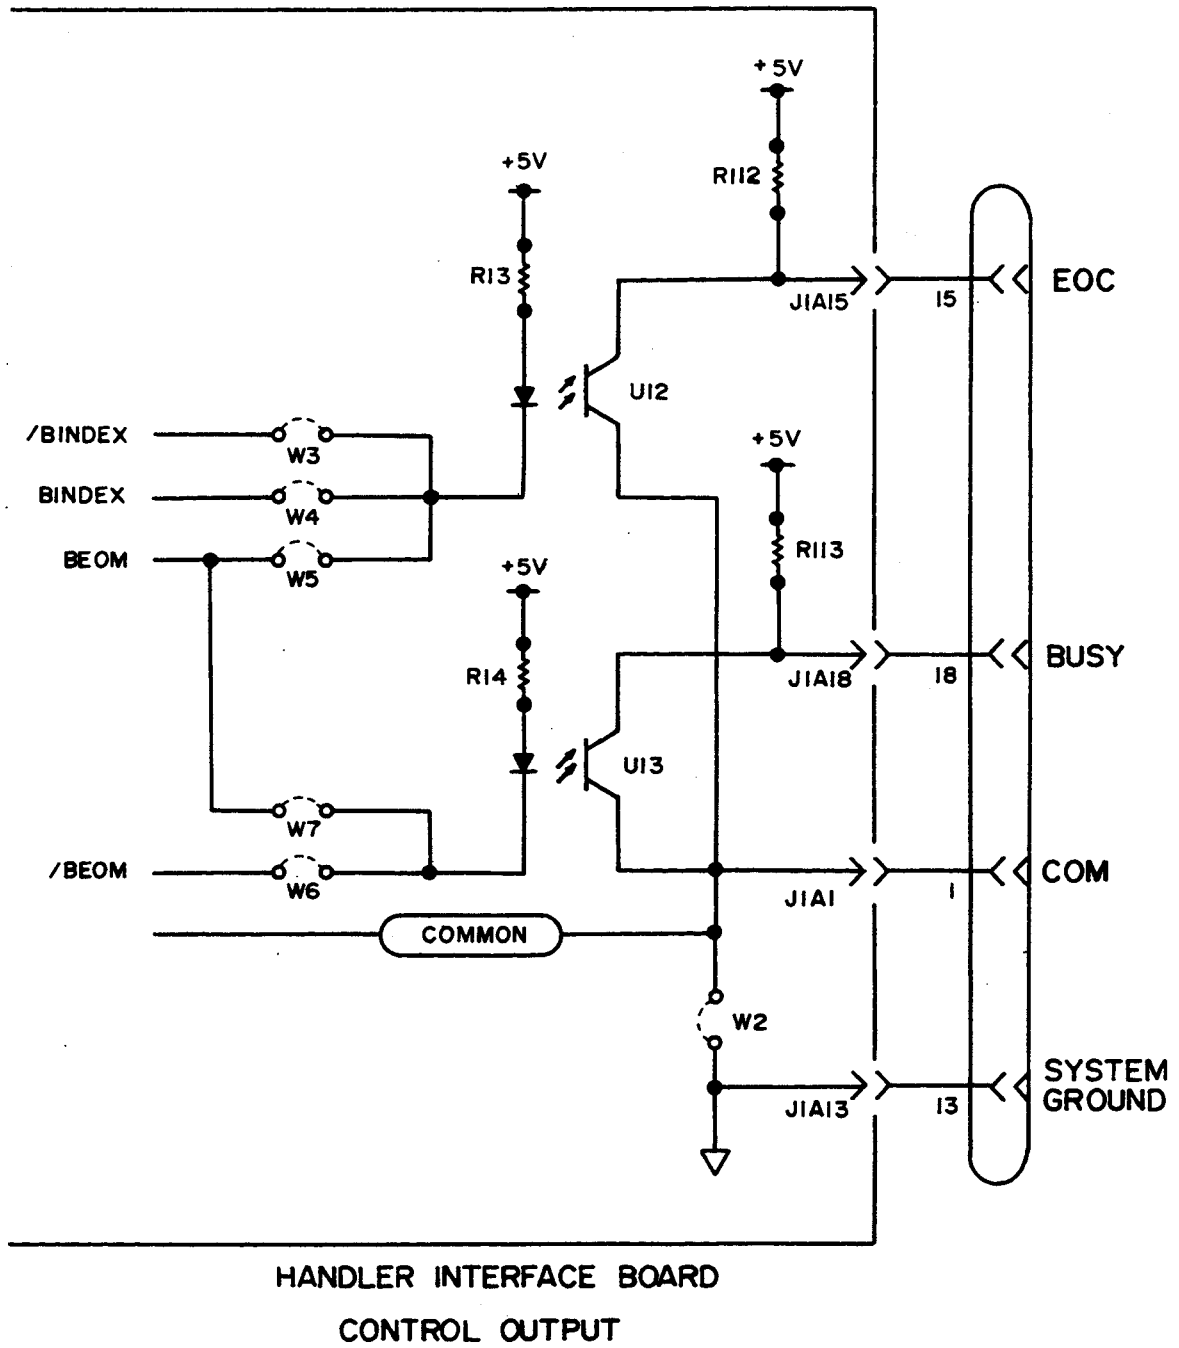 +5V
R112
+5V
R13
J1A15
15
EOC
U12
+5V
/BINDEX
W3
BINDEX
W4
R113
BEOM
W5
+5V
R14
J1A18
18
BUSY
U13
W7
/BEOM
W6
J1A1
1
COM
COMMON
W2
J1A13
13
SYSTEM
GROUND
HANDLER INTERFACE BOARD
CONTROL OUTPUT